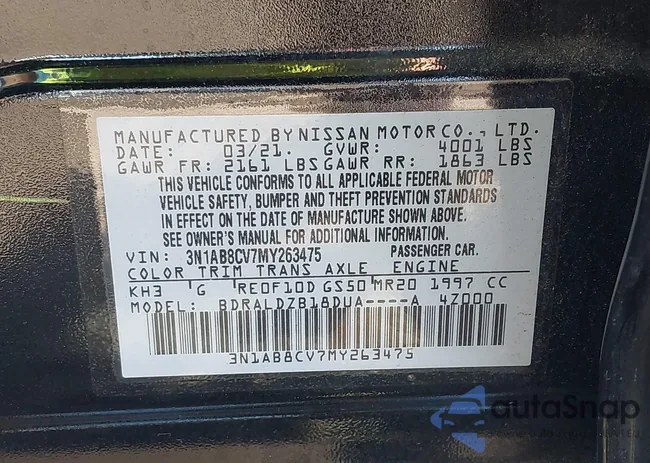 MANUFACTURED BY NISSAN MOTOR CO., LTD.
DATE: 03/21. GVWR: 4001 LBS
GAWR FR: 2161 LBS GAWR RR: 1863 LBS
THIS VEHICLE CONFORMS TO ALL APPLICABLE FEDERAL MOTOR
VEHICLE SAFETY, BUMPER AND THEFT PREVENTION STANDARDS
IN EFFECT ON THE DATE OF MANUFACTURE SHOWN ABOVE.
SEE OWNER'S MANUAL FOR ADDITIONAL INFORMATION.
VIN: 3N1AB8CV7MY263475 PASSENGER CAR.
COLOR TRIM TRANS AXLE ENGINE
KH3 G RE0F10D GS50 MR20 1997 CC
MODEL: BDRALDZB18DUA----A 4Z000
3N1AB8CV7MY263475
autoSnap